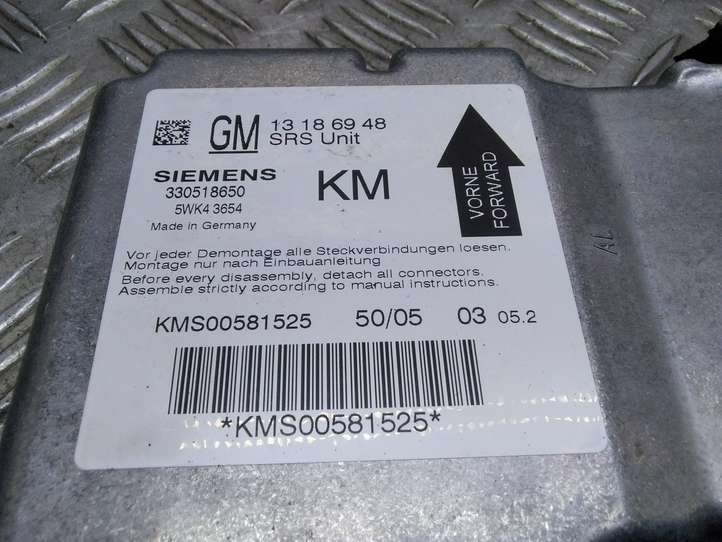 GM 13 18 69 48
SRS Unit
SIEMENS
330518650
5WK4 3654
Made in Germany
KM
VORNE
FORWARD
Vor jeder Demontage alle Steckverbindungen loesen.
Montage nur nach Einbauanleitung
Before every disassembly, detach all connectors.
Assemble strictly according to manual instructions.
KMS00581525 50/05 03 05.2
*KMS00581525*